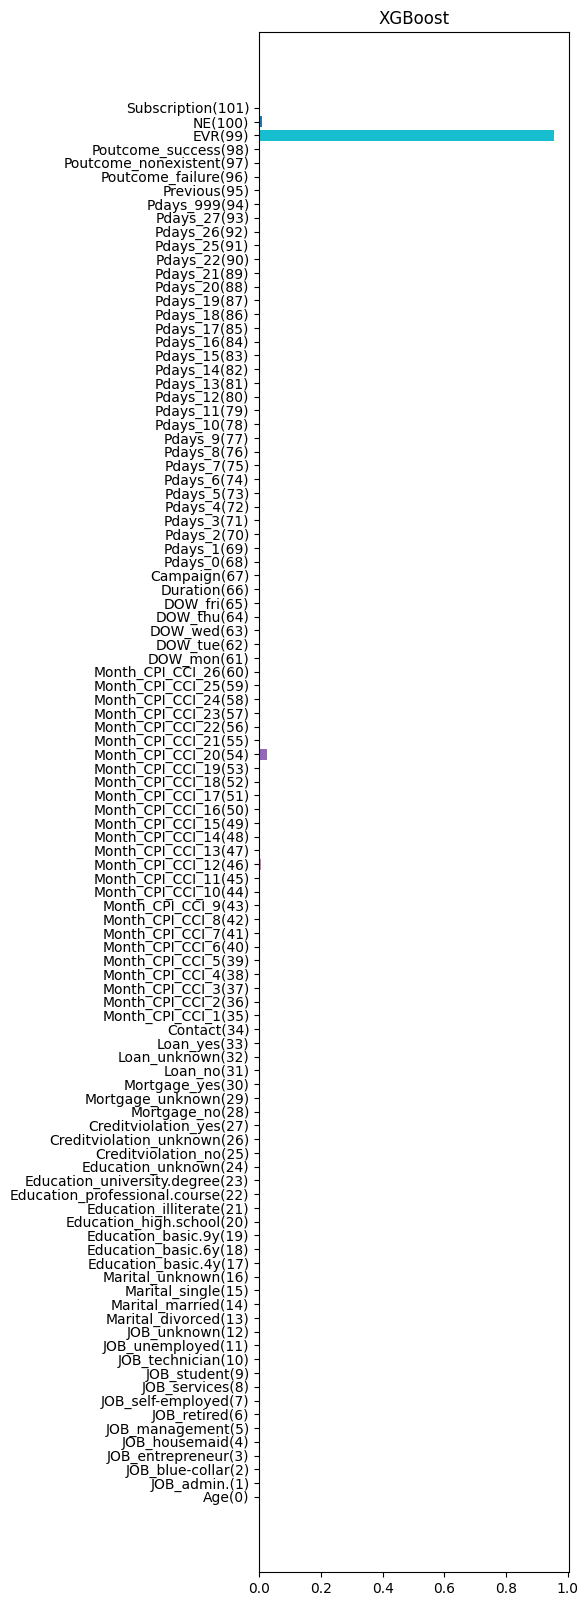 XGBoost
Subscription(101)
NE(100)
EVR(99)
Poutcome_success(98)
Poutcome_nonexistent(97)
Poutcome_failure(96)
Previous(95)
Pdays_999(94)
Pdays_27(93)
Pdays_26(92)
Pdays_25(91)
Pdays_22(90)
Pdays_21(89)
Pdays_20(88)
Pdays_19(87)
Pdays_18(86)
Pdays_17(85)
Pdays_16(84)
Pdays_15(83)
Pdays_14(82)
Pdays_13(81)
Pdays_12(80)
Pdays_11(79)
Pdays_10(78)
Pdays_9(77)
Pdays_8(76)
Pdays_7(75)
Pdays_6(74)
Pdays_5(73)
Pdays_4(72)
Pdays_3(71)
Pdays_2(70)
Pdays_1(69)
Pdays_0(68)
Campaign(67)
Duration(66)
DOW_fri(65)
DOW_thu(64)
DOW_wed(63)
DOW_tue(62)
DOW_mon(61)
Month_CPI_CCI_26(60)
Month_CPI_CCI_25(59)
Month_CPI_CCI_24(58)
Month_CPI_CCI_23(57)
Month_CPI_CCI_22(56)
Month_CPI_CCI_21(55)
Month_CPI_CCI_20(54)
Month_CPI_CCI_19(53)
Month_CPI_CCI_18(52)
Month_CPI_CCI_17(51)
Month_CPI_CCI_16(50)
Month_CPI_CCI_15(49)
Month_CPI_CCI_14(48)
Month_CPI_CCI_13(47)
Month_CPI_CCI_12(46)
Month_CPI_CCI_11(45)
Month_CPI_CCI_10(44)
Month_CPI_CCI_9(43)
Month_CPI_CCI_8(42)
Month_CPI_CCI_7(41)
Month_CPI_CCI_6(40)
Month_CPI_CCI_5(39)
Month_CPI_CCI_4(38)
Month_CPI_CCI_3(37)
Month_CPI_CCI_2(36)
Month_CPI_CCI_1(35)
Contact(34)
Loan_yes(33)
Loan_unknown(32)
Loan_no(31)
Mortgage_yes(30)
Mortgage_unknown(29)
Mortgage_no(28)
Creditviolation_yes(27)
Creditviolation_unknown(26)
Creditviolation_no(25)
Education_unknown(24)
Education_university.degree(23)
Education_professional.course(22)
Education_illiterate(21)
Education_high.school(20)
Education_basic.9y(19)
Education_basic.6y(18)
Education_basic.4y(17)
Marital_unknown(16)
Marital_single(15)
Marital_married(14)
Marital_divorced(13)
JOB_unknown(12)
JOB_unemployed(11)
JOB_technician(10)
JOB_student(9)
JOB_services(8)
JOB_self-employed(7)
JOB_retired(6)
JOB_management(5)
JOB_housemaid(4)
JOB_entrepreneur(3)
JOB_blue-collar(2)
JOB_admin.(1)
Age(0)
0.0 0.2 0.4 0.6 0.8 1.0